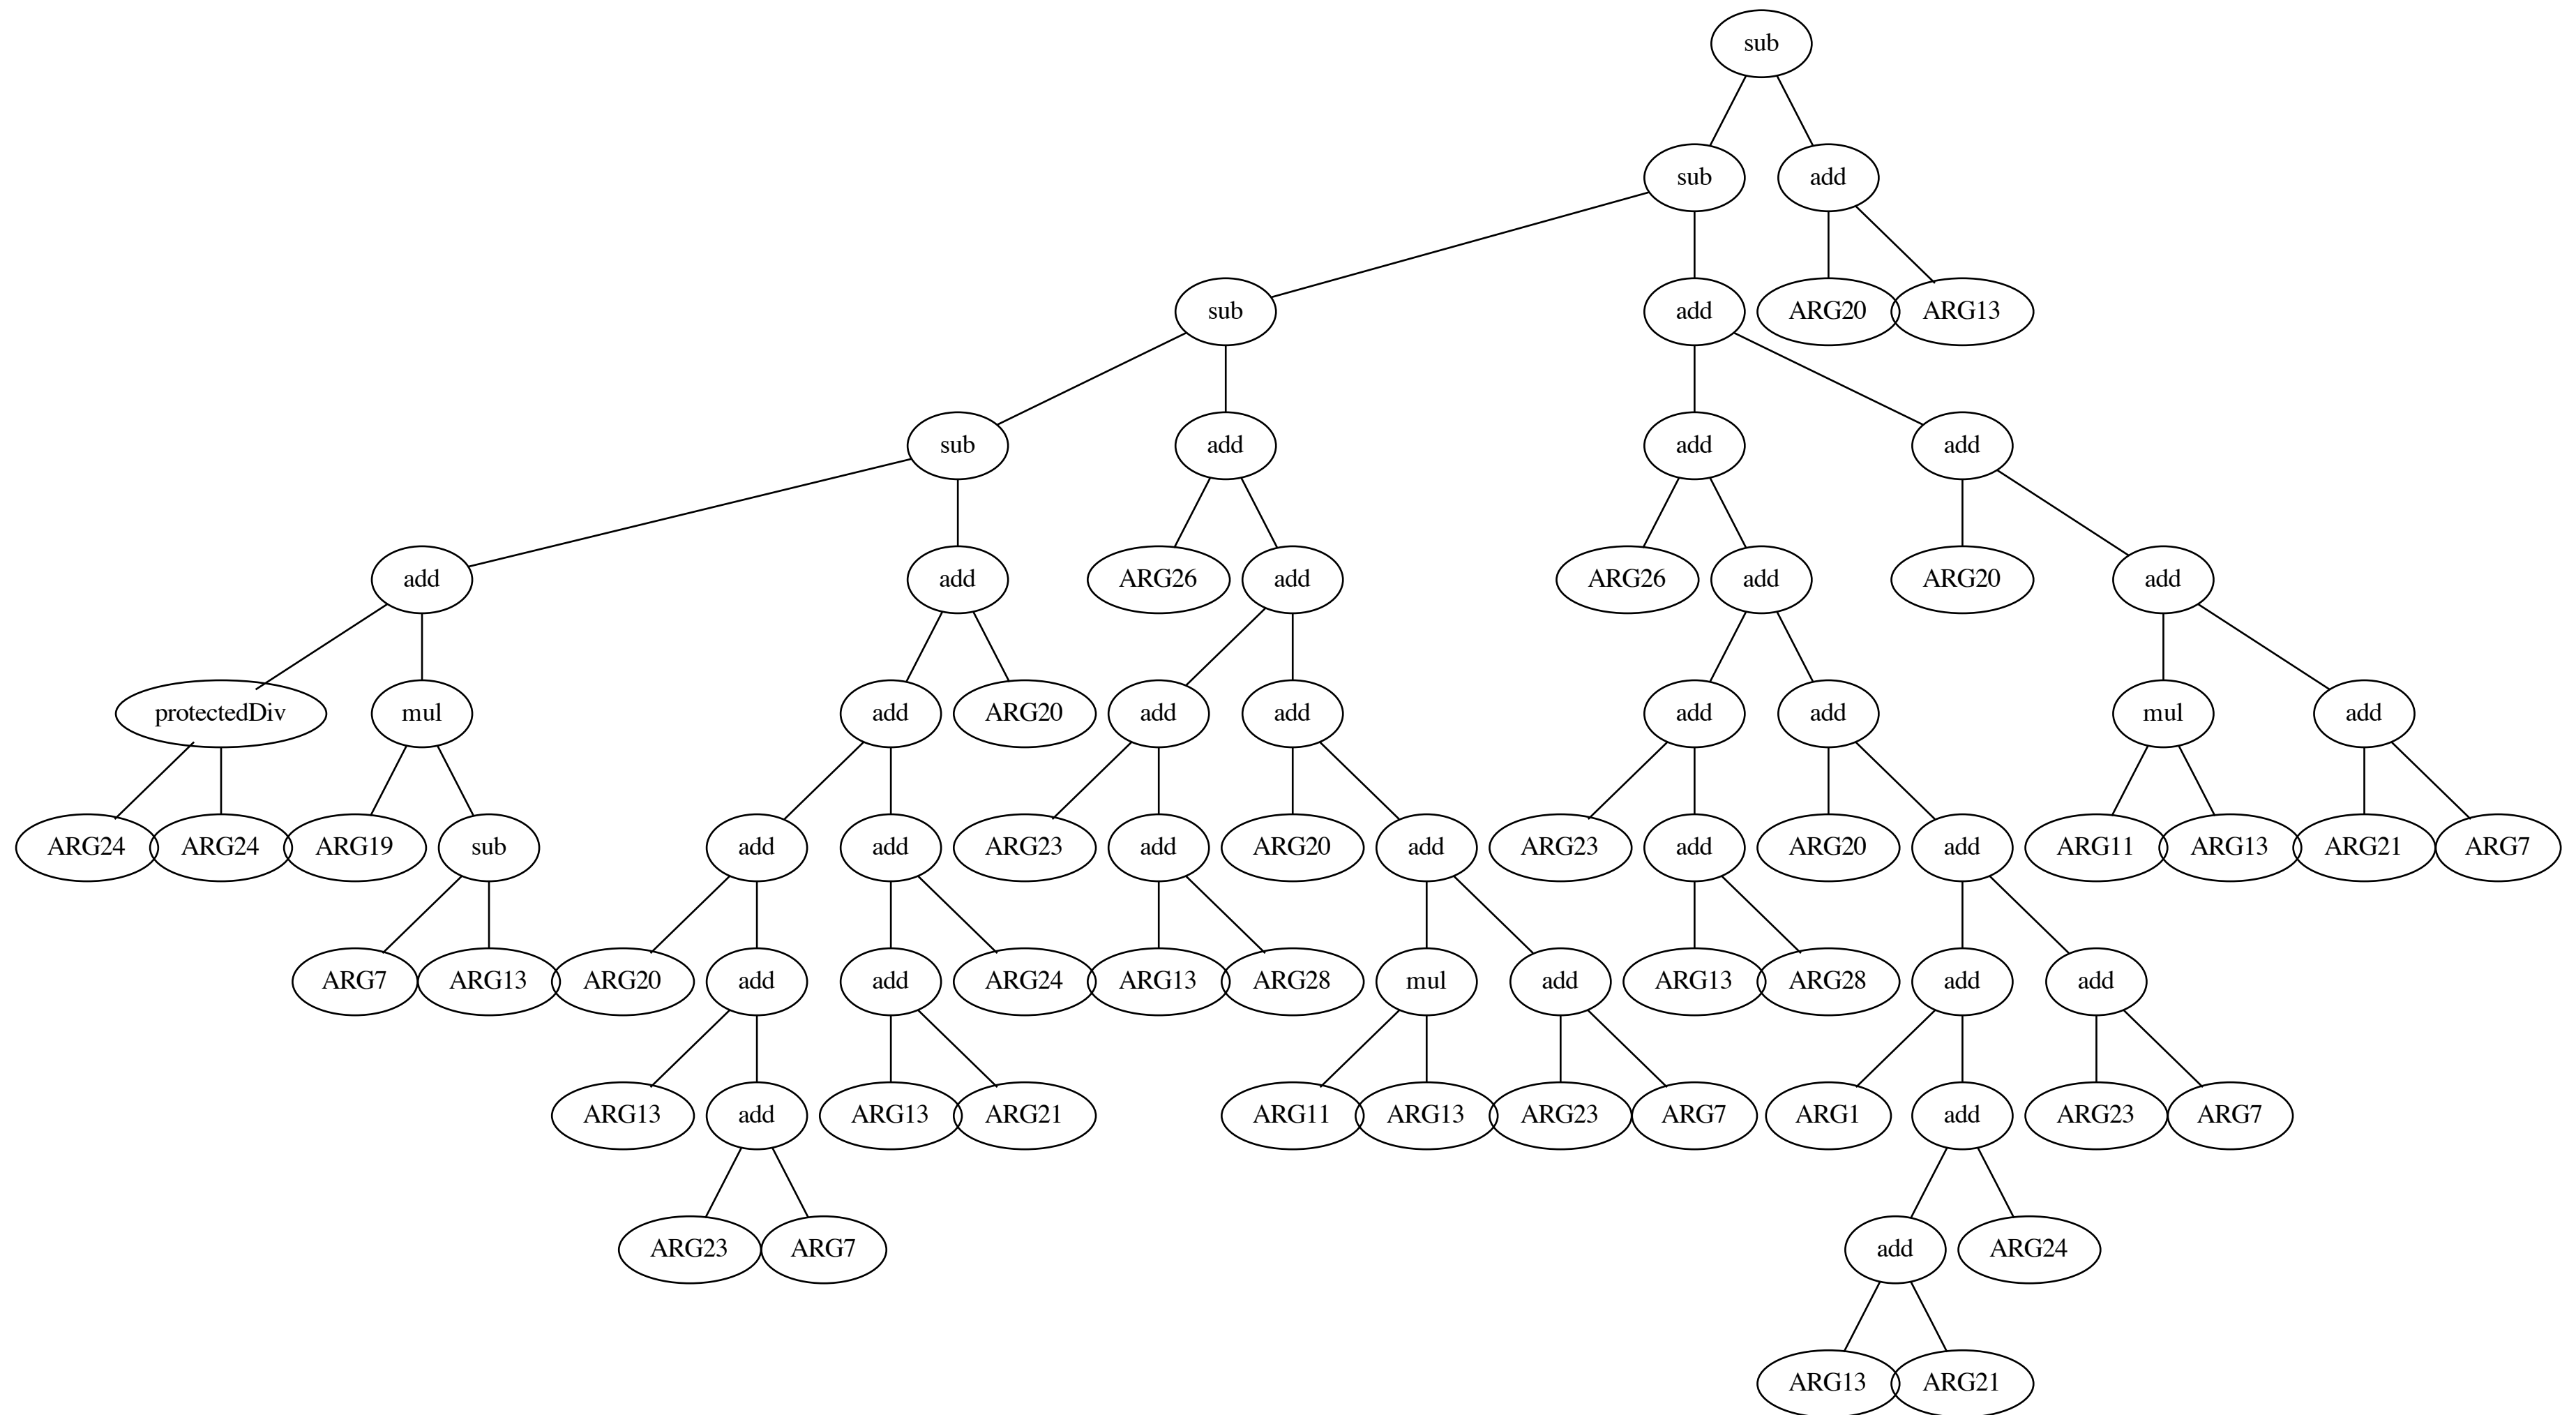 sub
sub add
sub add ARG20 ARG13
sub add add add
add add ARG26 add ARG26 add ARG20 add
protectedDiv mul add ARG20 add add add add mul add
ARG24 ARG24 ARG19 sub add add ARG23 add ARG20 add ARG23 add ARG20 add ARG11 ARG13 ARG21 ARG7
ARG7 ARG13 ARG20 add add ARG24 ARG13 ARG28 mul add ARG13 ARG28 add add
ARG13 add ARG13 ARG21 ARG11 ARG13 ARG23 ARG7 ARG1 add ARG23 ARG7
ARG23 ARG7 add ARG24
ARG13 ARG21